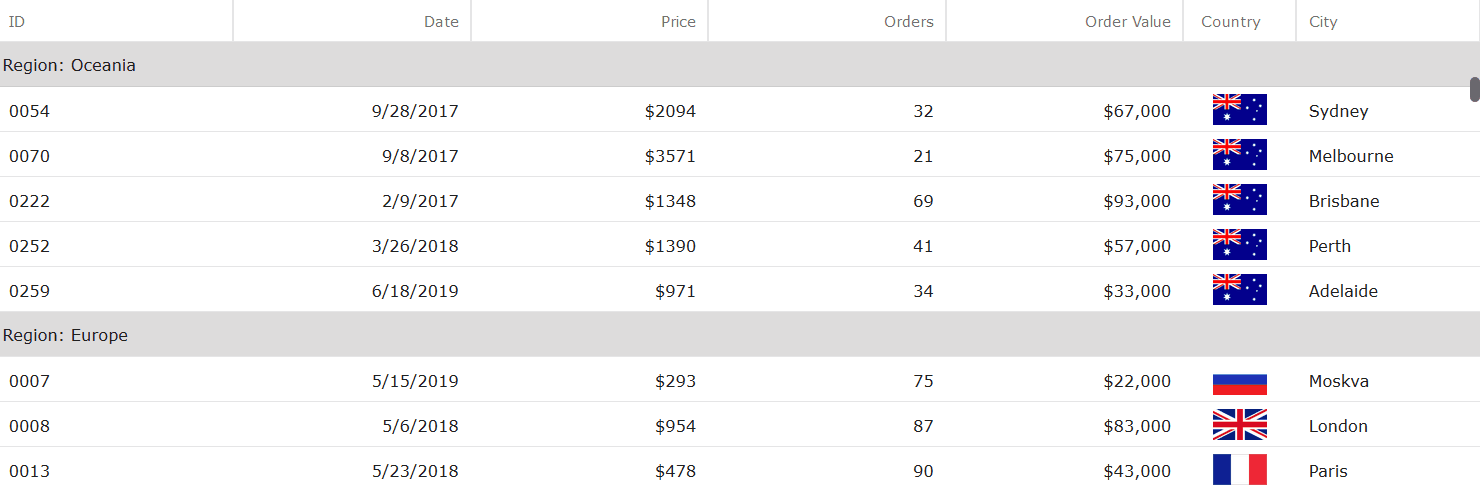 ID Date Price Orders Order Value Country City
Region: Oceania
0054 9/28/2017 $2094 32 $67,000 Sydney
0070 9/8/2017 $3571 21 $75,000 Melbourne
0222 2/9/2017 $1348 69 $93,000 Brisbane
0252 3/26/2018 $1390 41 $57,000 Perth
0259 6/18/2019 $971 34 $33,000 Adelaide
Region: Europe
0007 5/15/2019 $293 75 $22,000 Moskva
0008 5/6/2018 $954 87 $83,000 London
0013 5/23/2018 $478 90 $43,000 Paris